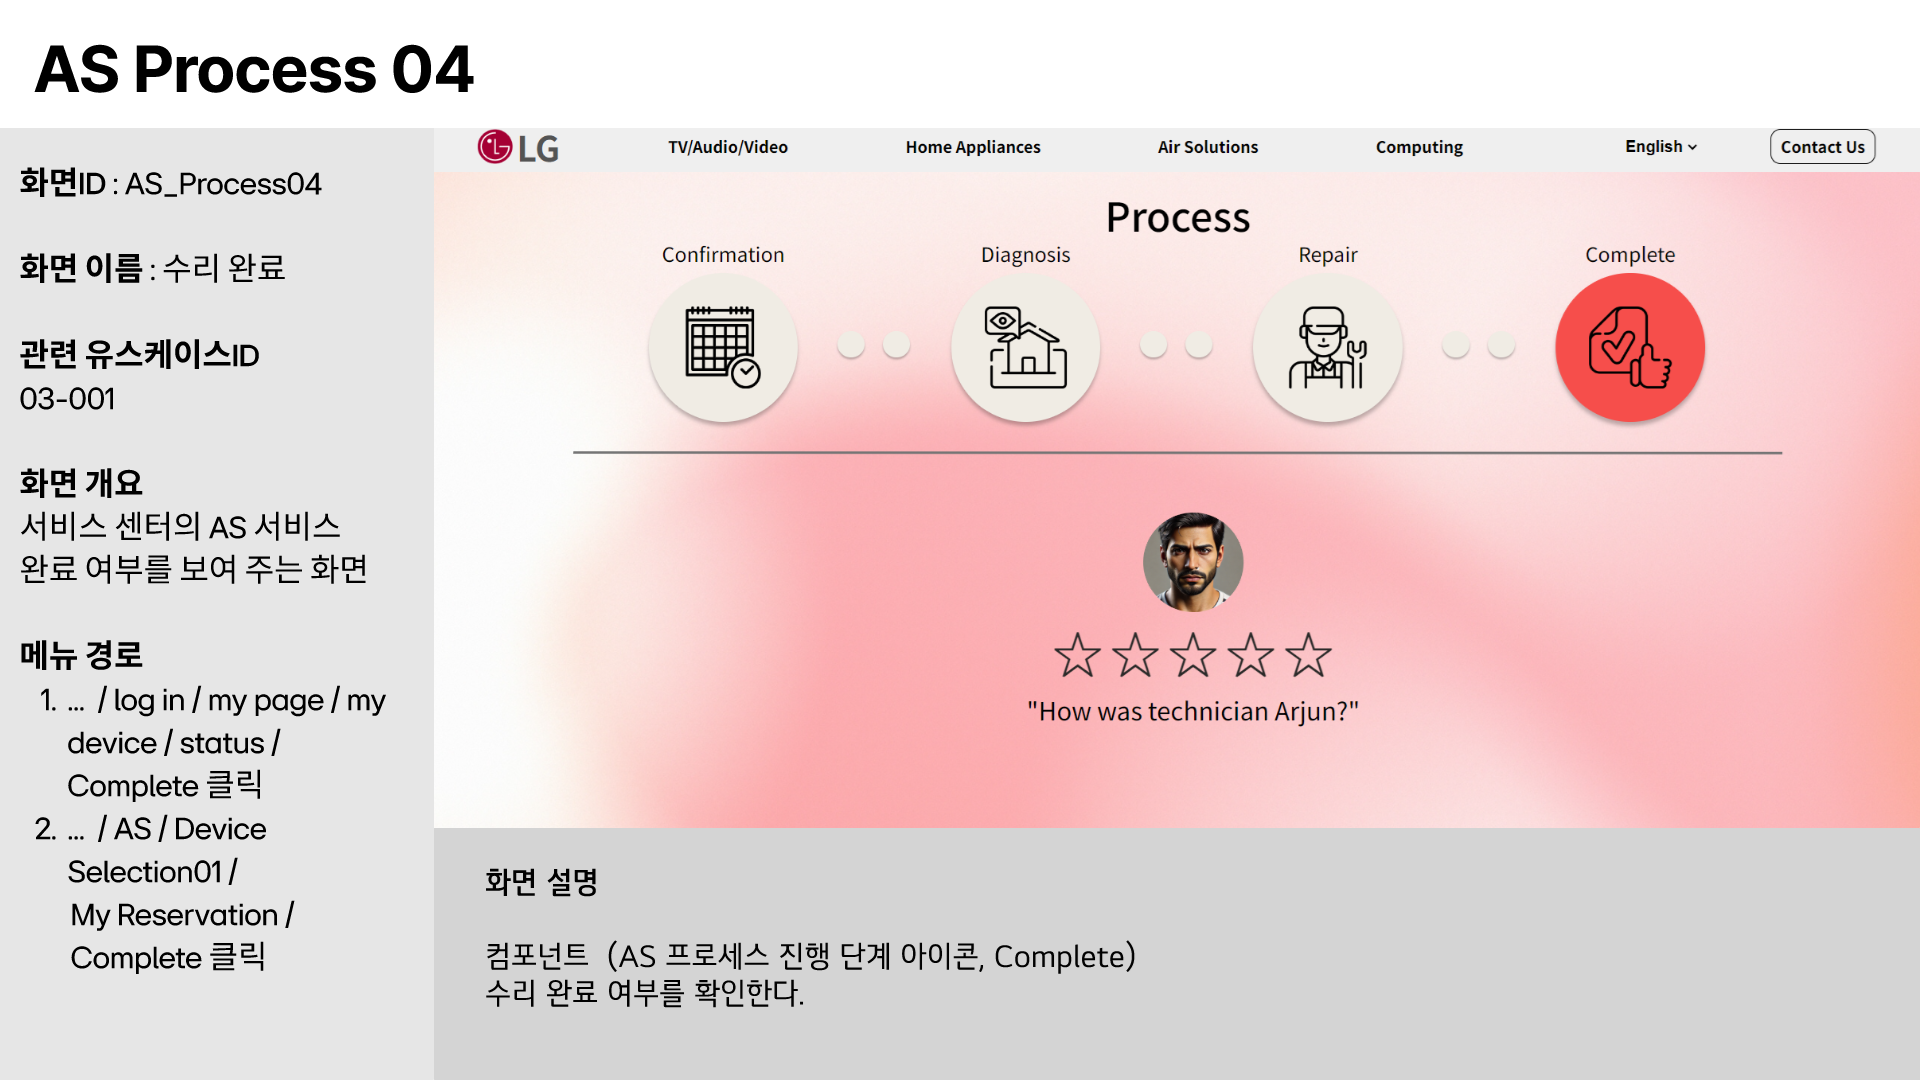 AS Process 04
화면ID : AS_Process04
화면 이름 : 수리 완료
관련 유스케이스ID
03-001
화면 개요
서비스 센터의 AS 서비스
완료 여부를 보여 주는 화면
메뉴 경로
1. ... / log in / my page / my
device / status /
Complete 클릭
2. ... / AS / Device
Selection01 /
My Reservation /
Complete 클릭
LG
TV/Audio/Video
Home Appliances
Air Solutions
Computing
English
Contact Us
Process
Confirmation
Diagnosis
Repair
Complete
"How was technician Arjun?"
화면 설명
컴포넌트 (AS 프로세스 진행 단계 아이콘, Complete)
수리 완료 여부를 확인한다.